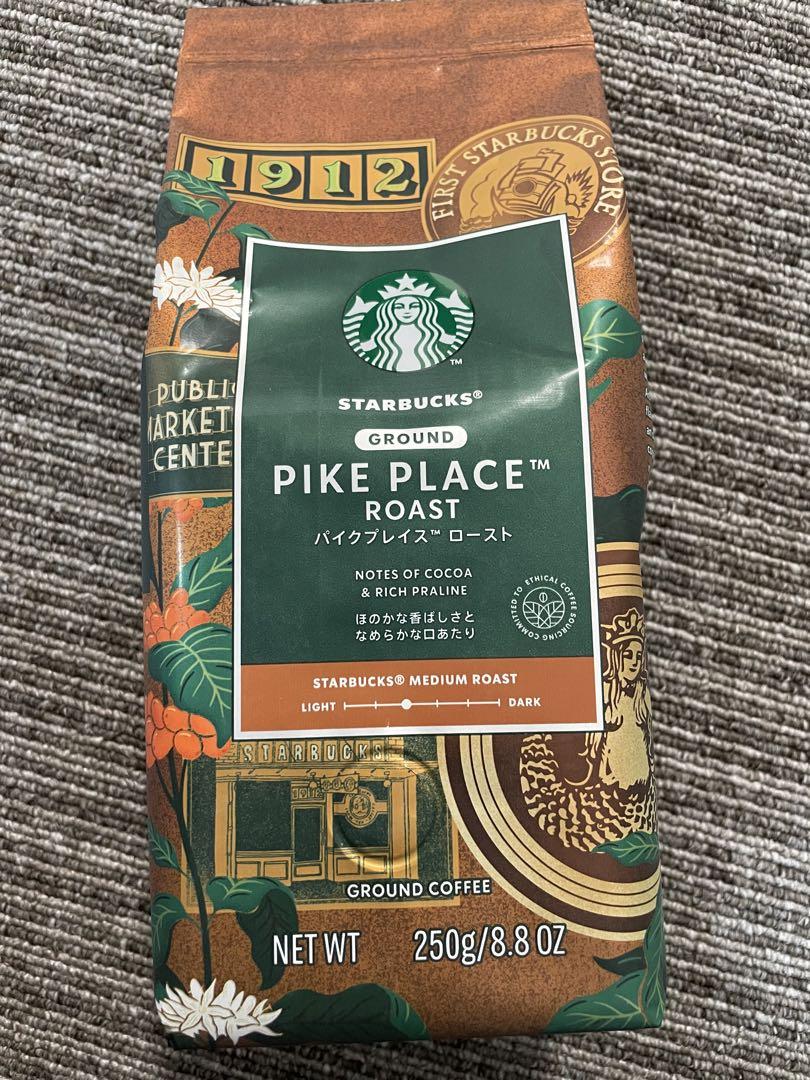 1912
FIRST STARBUCKS STORE
PUBLIC
MARKET
CENTE
™
STARBUCKS®
GROUND
PIKE PLACE™
ROAST
パイクプレイス™ ロースト
NOTES OF COCOA
& RICH PRALINE
ほのかな香ばしさと
なめらかな口あたり
COMMITTED TO ETHICAL COFFEE SOURCING
STARBUCKS® MEDIUM ROAST
LIGHT DARK
STARBUCKS
1912
GROUND COFFEE
NET WT 250g/8.8 OZ